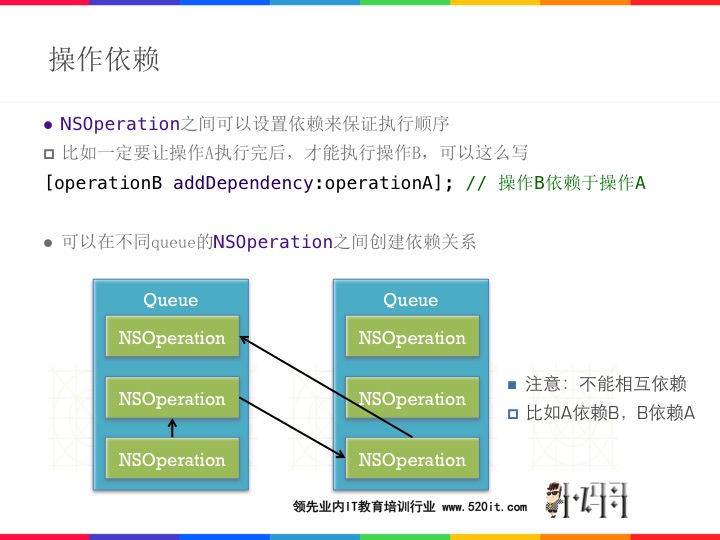 操作依赖
NSOperation之间可以设置依赖来保证执行顺序
比如一定要让操作A执行完后，才能执行操作B，可以这么写
[operationB addDependency:operationA]; // 操作B依赖于操作A
可以在不同queue的NSOperation之间创建依赖关系
Queue
NSOperation
NSOperation
NSOperation
Queue
NSOperation
NSOperation
NSOperation
注意：不能相互依赖
比如A依赖B，B依赖A
领先业内IT教育培训行业 www.520it.com
小码哥